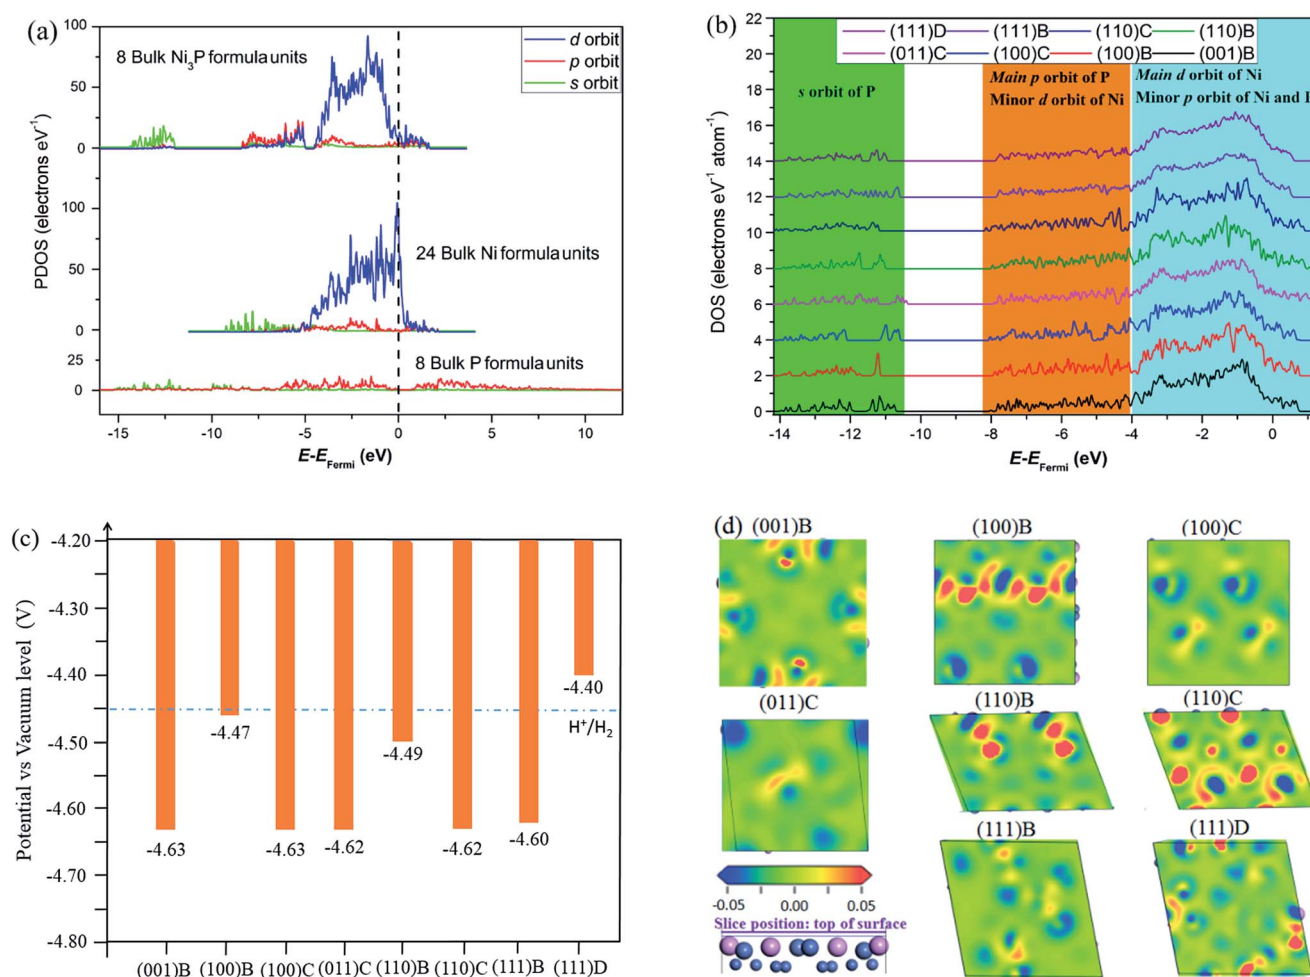 (a)
100
50
0
100
50
0
25
0
PDOS (electrons eV⁻¹)
8 Bulk Ni₃P formula units
d orbit
p orbit
s orbit
24 Bulk Ni formula units
8 Bulk P formula units
-15 -10 -5 0 5 10
E-E_Fermi (eV)
(b)
22
20
18
16
14
12
10
8
6
4
2
0
DOS (electrons eV⁻¹ atom⁻¹)
(111)D (111)B (110)C (110)B
(011)C (100)C (100)B (001)B
s orbit of P
Main p orbit of P
Minor d orbit of Ni
Main d orbit of Ni
Minor p orbit of Ni and
-14 -12 -10 -8 -6 -4 -2 0
E-E_Fermi (eV)
(c)
-4.20
-4.30
-4.40
-4.50
-4.60
-4.70
-4.80
Potential vs Vacuum level (V)
-4.40
H⁺/H₂
-4.47
-4.49
-4.63 -4.63 -4.62 -4.62 -4.60
(001)B (100)B (100)C (011)C (110)B (110)C (111)B (111)D
(d)
(001)B (100)B (100)C
(011)C (110)B (110)C
(111)B (111)D
-0.05 0.00 0.05
Slice position: top of surface